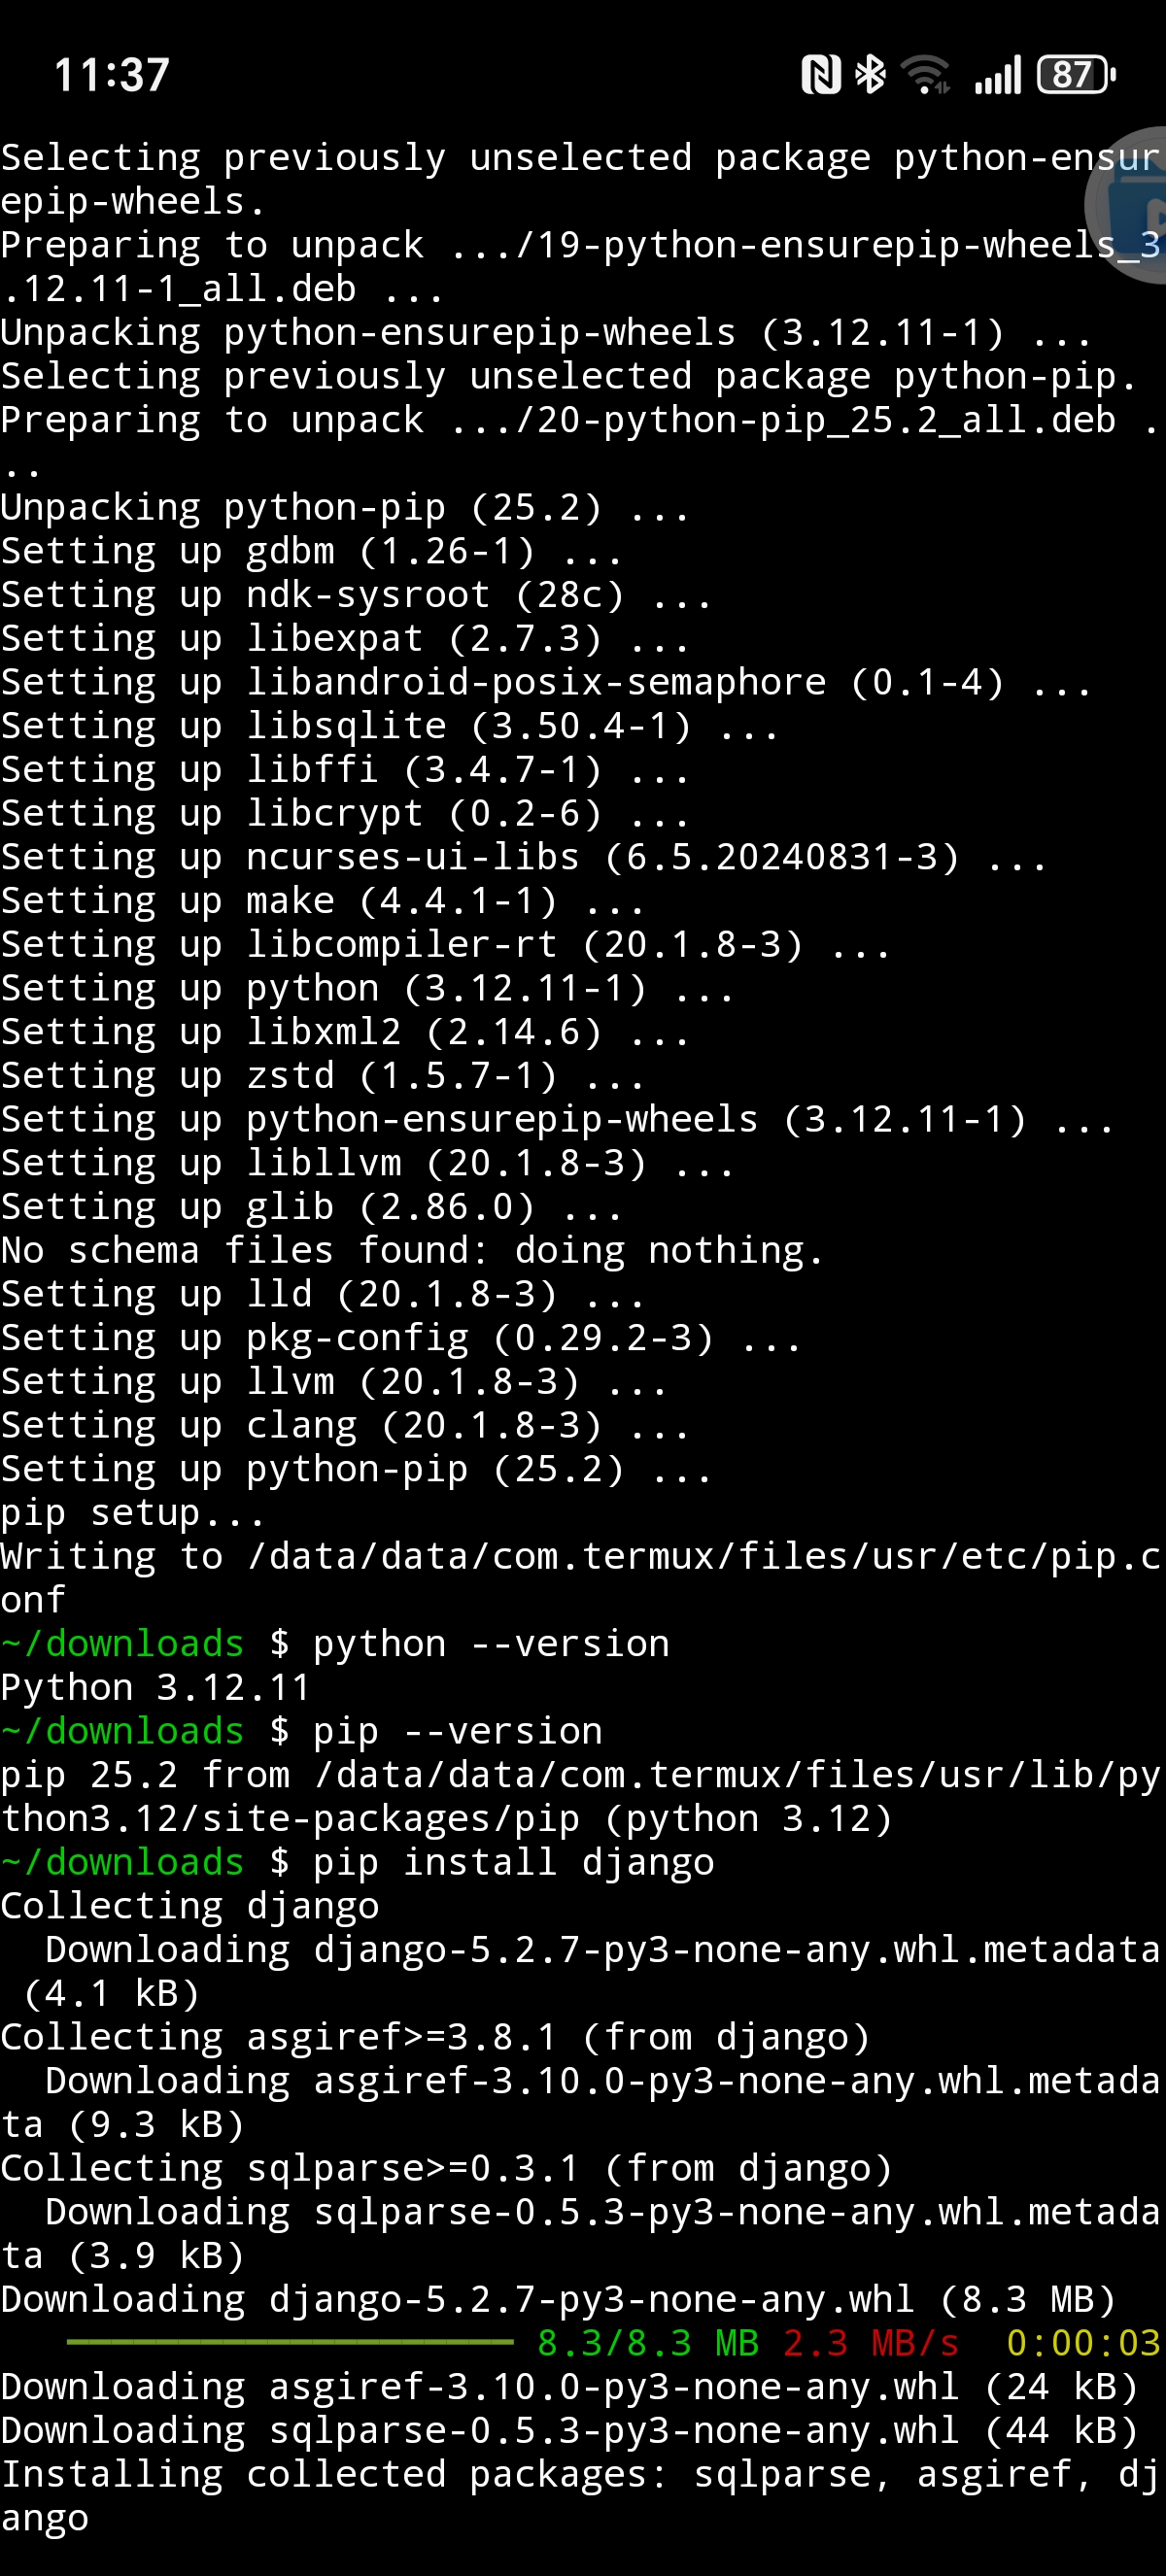 11:37
87
Selecting previously unselected package python-ensur
epip-wheels.
Preparing to unpack .../19-python-ensurepip-wheels_3
.12.11-1_all.deb ...
Unpacking python-ensurepip-wheels (3.12.11-1) ...
Selecting previously unselected package python-pip.
Preparing to unpack .../20-python-pip_25.2_all.deb .
..
Unpacking python-pip (25.2) ...
Setting up gdbm (1.26-1) ...
Setting up ndk-sysroot (28c) ...
Setting up libexpat (2.7.3) ...
Setting up libandroid-posix-semaphore (0.1-4) ...
Setting up libsqlite (3.50.4-1) ...
Setting up libffi (3.4.7-1) ...
Setting up libcrypt (0.2-6) ...
Setting up ncurses-ui-libs (6.5.20240831-3) ...
Setting up make (4.4.1-1) ...
Setting up libcompiler-rt (20.1.8-3) ...
Setting up python (3.12.11-1) ...
Setting up libxml2 (2.14.6) ...
Setting up zstd (1.5.7-1) ...
Setting up python-ensurepip-wheels (3.12.11-1) ...
Setting up libllvm (20.1.8-3) ...
Setting up glib (2.86.0) ...
No schema files found: doing nothing.
Setting up lld (20.1.8-3) ...
Setting up pkg-config (0.29.2-3) ...
Setting up llvm (20.1.8-3) ...
Setting up clang (20.1.8-3) ...
Setting up python-pip (25.2) ...
pip setup...
Writing to /data/data/com.termux/files/usr/etc/pip.c
onf
~/downloads $ python --version
Python 3.12.11
~/downloads $ pip --version
pip 25.2 from /data/data/com.termux/files/usr/lib/py
thon3.12/site-packages/pip (python 3.12)
~/downloads $ pip install django
Collecting django
  Downloading django-5.2.7-py3-none-any.whl.metadata
 (4.1 kB)
Collecting asgiref>=3.8.1 (from django)
  Downloading asgiref-3.10.0-py3-none-any.whl.metada
ta (9.3 kB)
Collecting sqlparse>=0.3.1 (from django)
  Downloading sqlparse-0.5.3-py3-none-any.whl.metada
ta (3.9 kB)
Downloading django-5.2.7-py3-none-any.whl (8.3 MB)
8.3/8.3 MB 2.3 MB/s  0:00:03
Downloading asgiref-3.10.0-py3-none-any.whl (24 kB)
Downloading sqlparse-0.5.3-py3-none-any.whl (44 kB)
Installing collected packages: sqlparse, asgiref, dj
ango